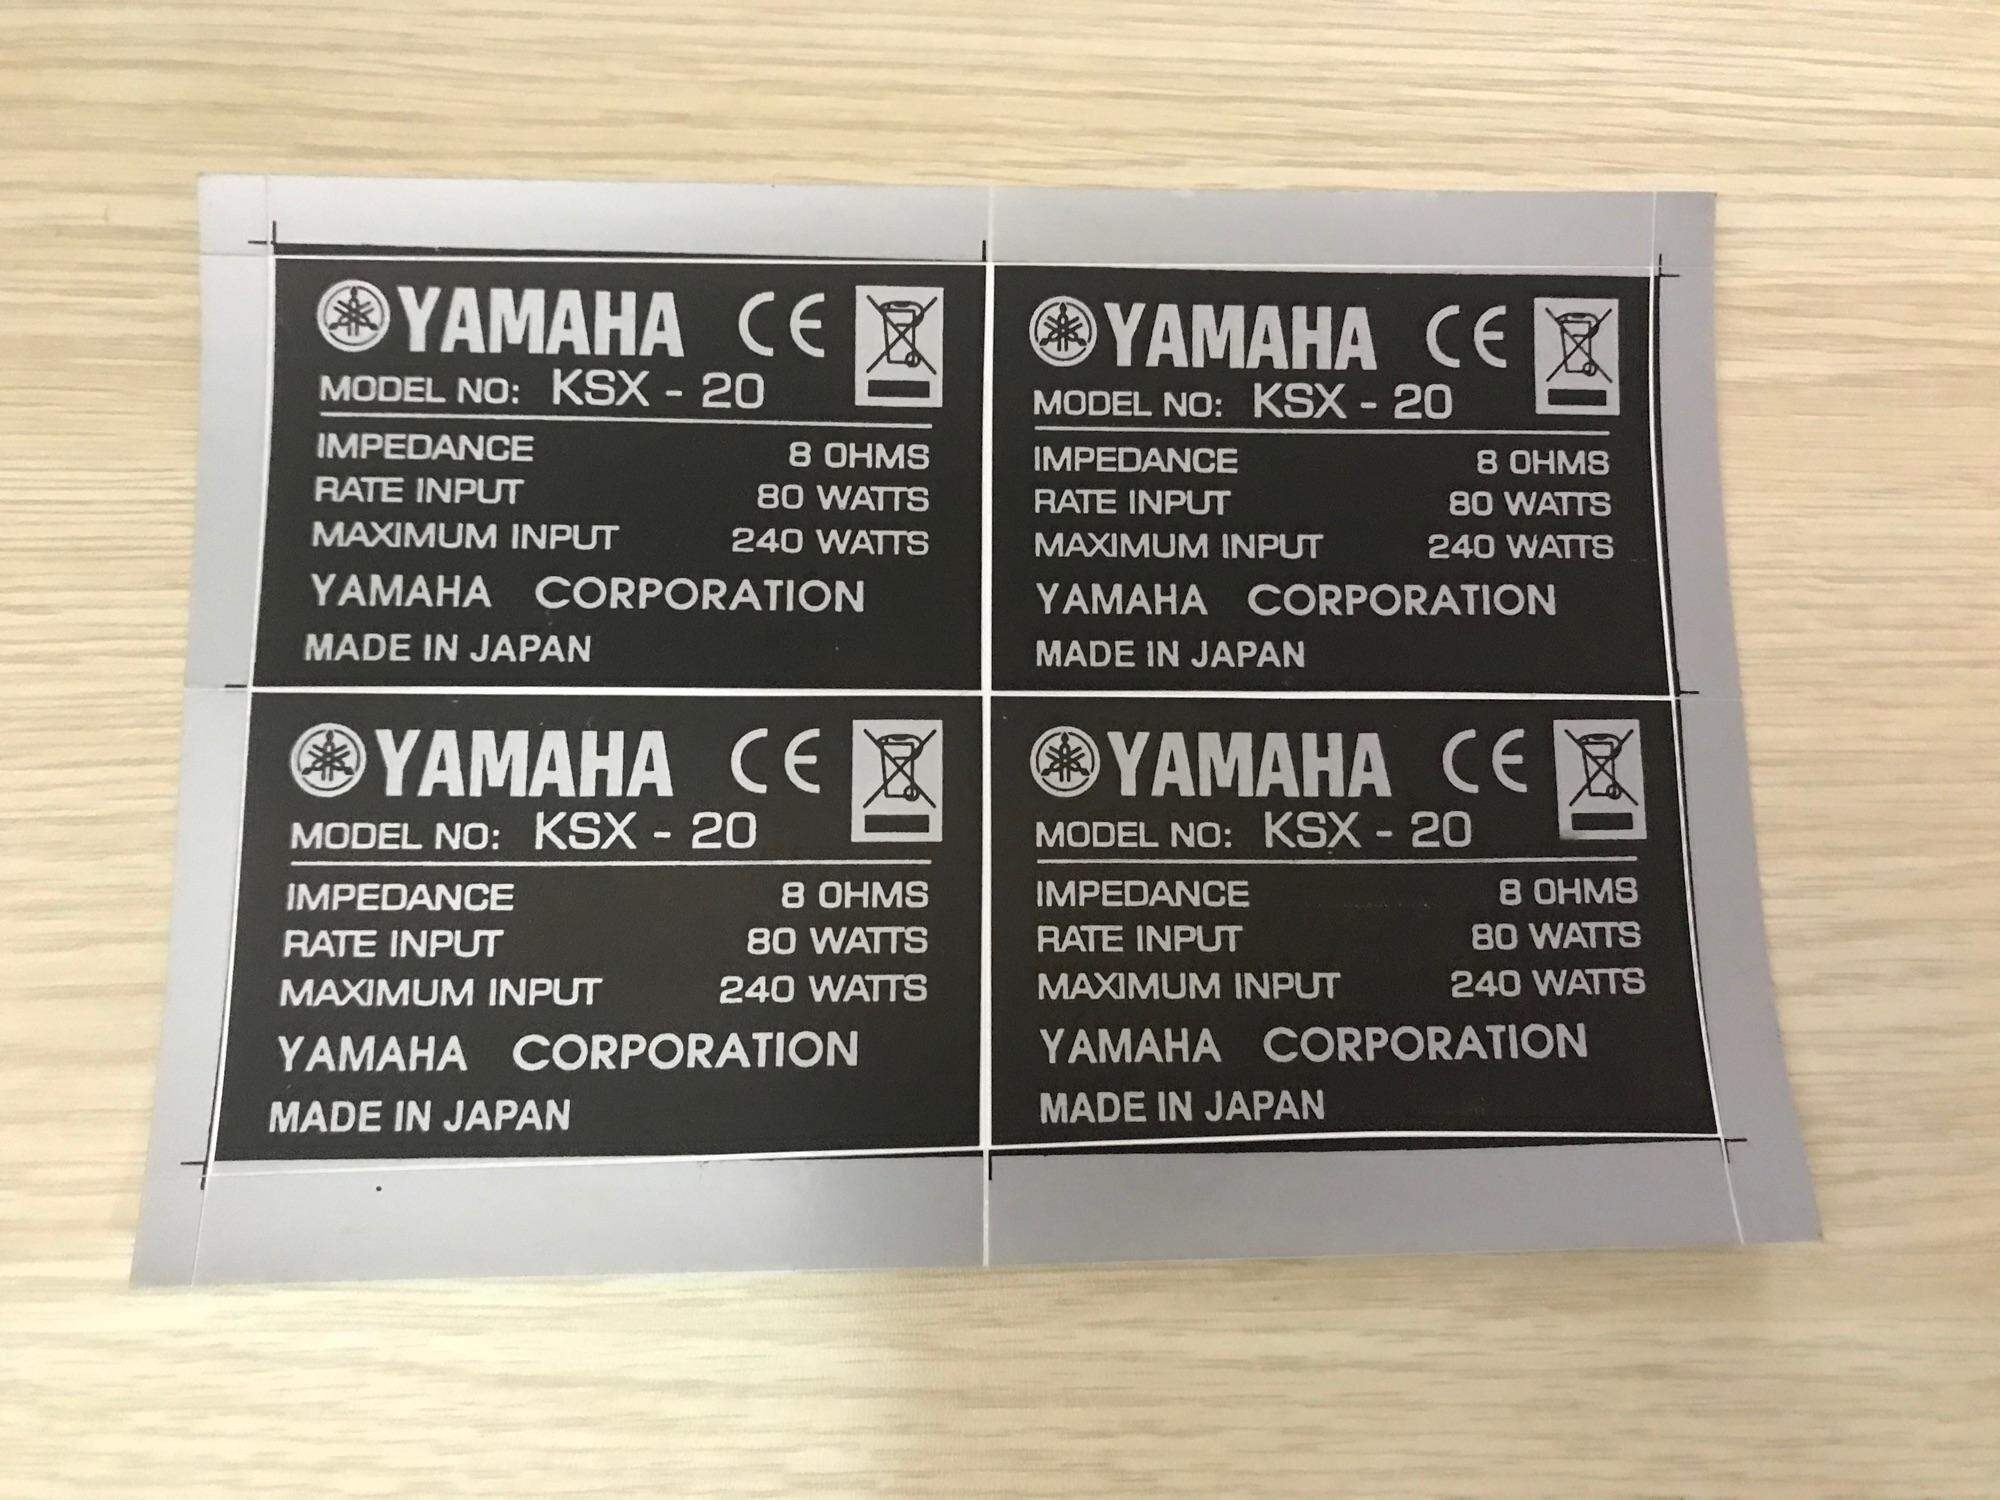 YAMAHA CE
MODEL NO: KSX - 20
IMPEDANCE 8 OHMS
RATE INPUT 80 WATTS
MAXIMUM INPUT 240 WATTS
YAMAHA CORPORATION
MADE IN JAPAN
YAMAHA CE
MODEL NO: KSX - 20
IMPEDANCE 8 OHMS
RATE INPUT 80 WATTS
MAXIMUM INPUT 240 WATTS
YAMAHA CORPORATION
MADE IN JAPAN
YAMAHA CE
MODEL NO: KSX - 20
IMPEDANCE 8 OHMS
RATE INPUT 80 WATTS
MAXIMUM INPUT 240 WATTS
YAMAHA CORPORATION
MADE IN JAPAN
YAMAHA CE
MODEL NO: KSX - 20
IMPEDANCE 8 OHMS
RATE INPUT 80 WATTS
MAXIMUM INPUT 240 WATTS
YAMAHA CORPORATION
MADE IN JAPAN